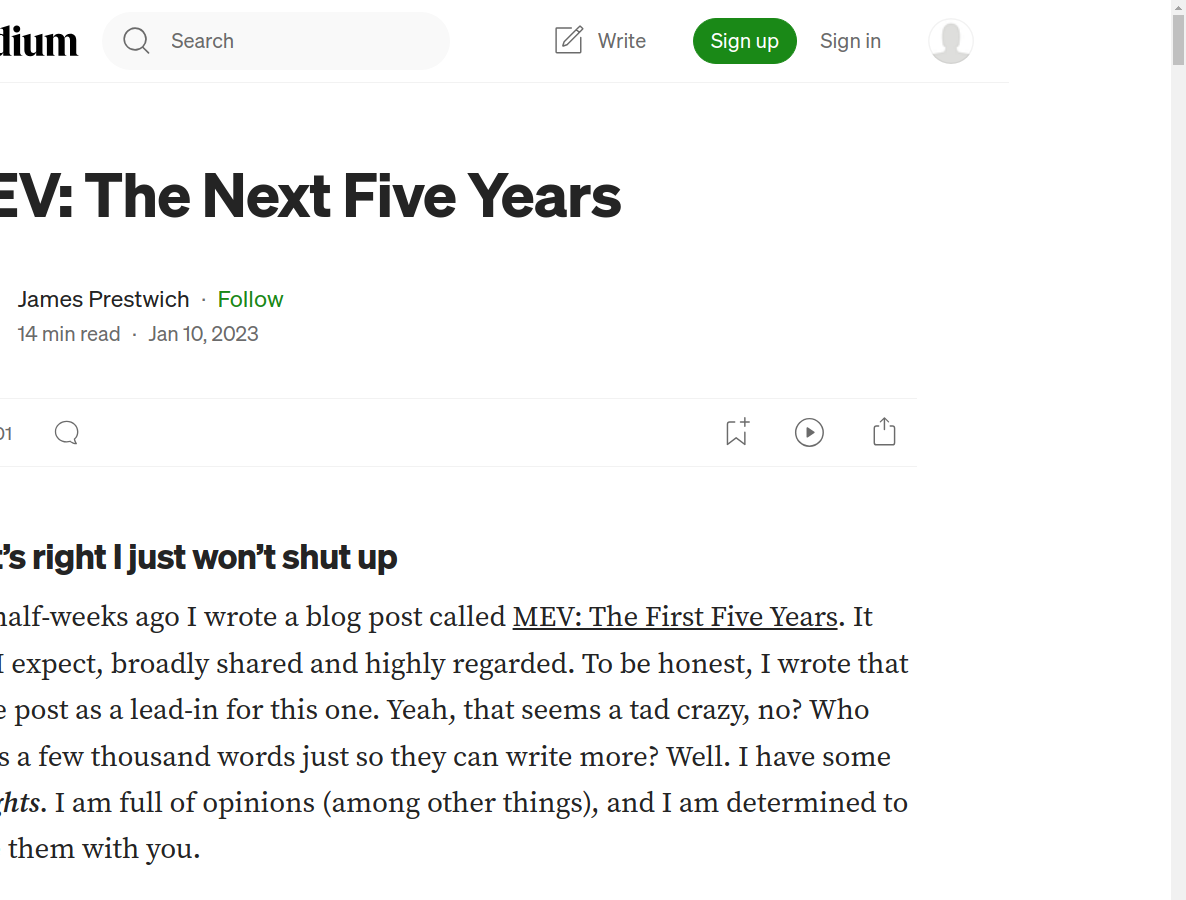 dium
Search
Write
Sign up
Sign in
EV: The Next Five Years
James Prestwich · Follow
14 min read · Jan 10, 2023
01
t’s right I just won’t shut up
half-weeks ago I wrote a blog post called MEV: The First Five Years. It
I expect, broadly shared and highly regarded. To be honest, I wrote that
e post as a lead-in for this one. Yeah, that seems a tad crazy, no? Who
s a few thousand words just so they can write more? Well. I have some
ghts. I am full of opinions (among other things), and I am determined to
them with you.